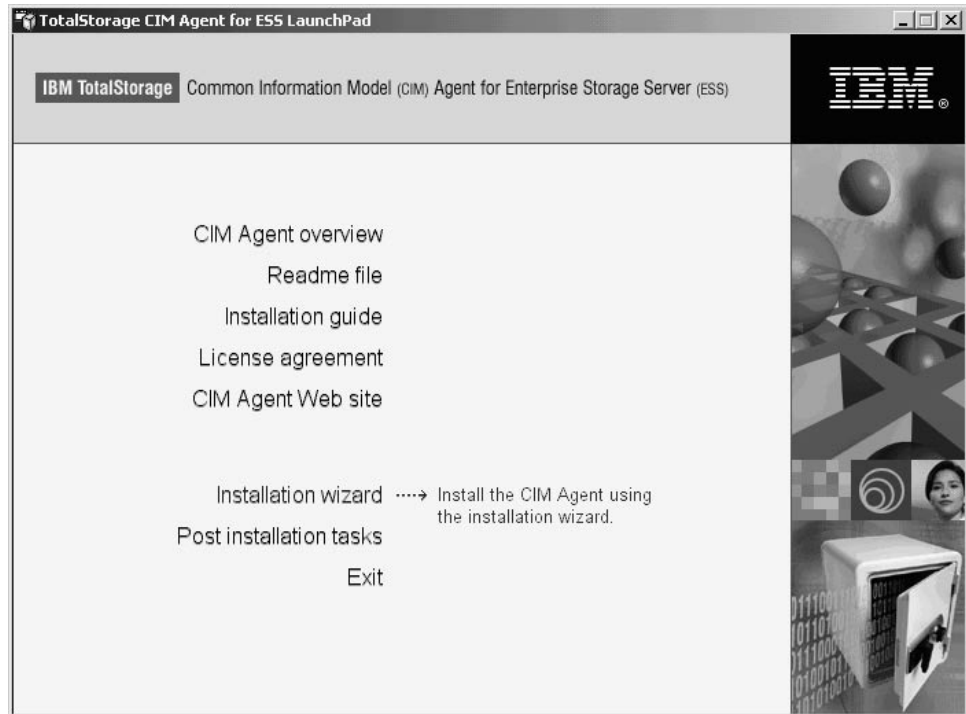 TotalStorage CIM Agent for ESS LaunchPad
IBM TotalStorage Common Information Model (CIM) Agent for Enterprise Storage Server (ESS)
IBM®
CIM Agent overview
Readme file
Installation guide
License agreement
CIM Agent Web site
Installation wizard ····> Install the CIM Agent using
the installation wizard.
Post installation tasks
Exit